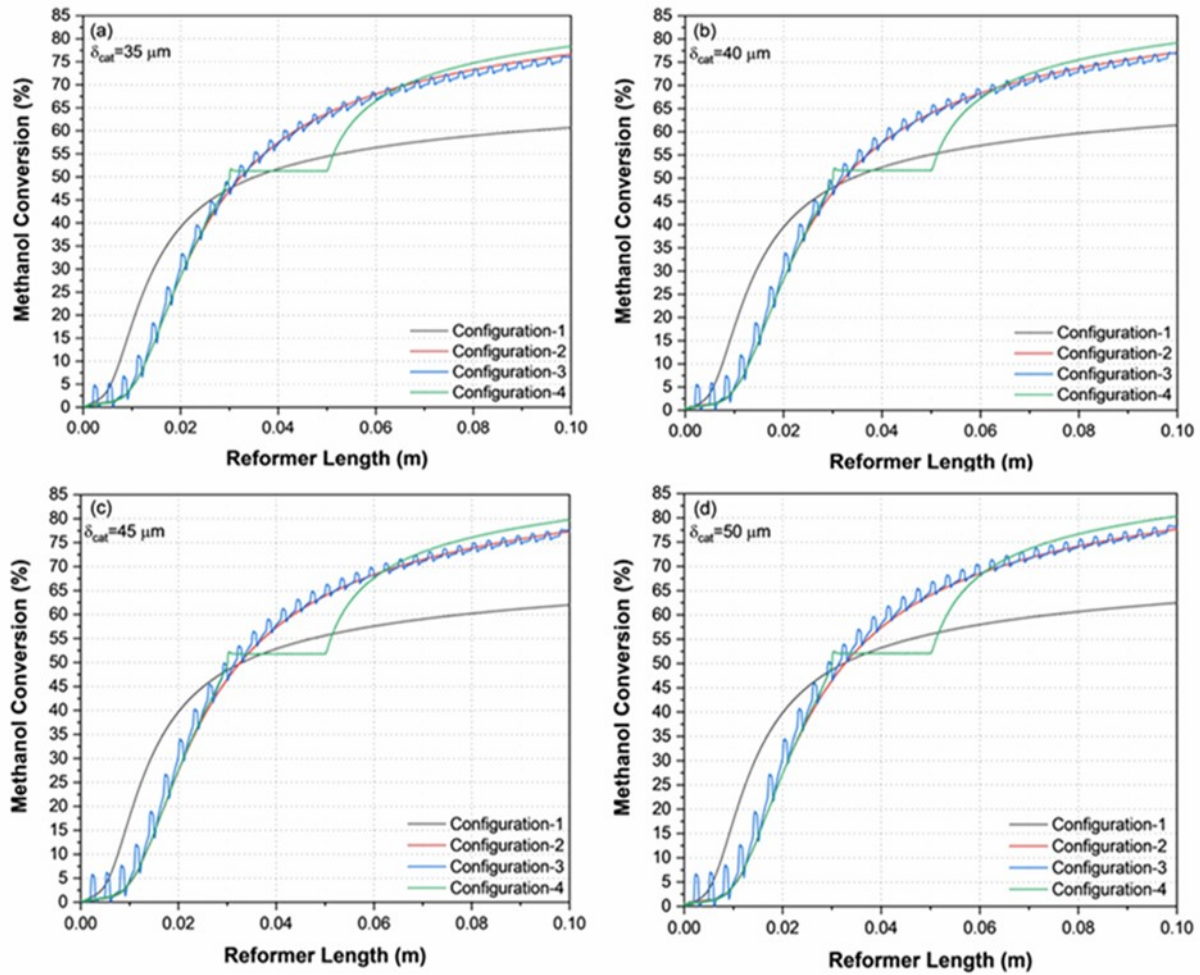 (a)
δcat=35 μm
Methanol Conversion (%)
85
80
75
70
65
60
55
50
45
40
35
30
25
20
15
10
5
0
Configuration-1
Configuration-2
Configuration-3
Configuration-4
0.00 0.02 0.04 0.06 0.08 0.10
Reformer Length (m)
(b)
δcat=40 μm
Methanol Conversion (%)
85
80
75
70
65
60
55
50
45
40
35
30
25
20
15
10
5
0
Configuration-1
Configuration-2
Configuration-3
Configuration-4
0.00 0.02 0.04 0.06 0.08 0.10
Reformer Length (m)
(c)
δcat=45 μm
Methanol Conversion (%)
85
80
75
70
65
60
55
50
45
40
35
30
25
20
15
10
5
0
Configuration-1
Configuration-2
Configuration-3
Configuration-4
0.00 0.02 0.04 0.06 0.08 0.10
Reformer Length (m)
(d)
δcat=50 μm
Methanol Conversion (%)
85
80
75
70
65
60
55
50
45
40
35
30
25
20
15
10
5
0
Configuration-1
Configuration-2
Configuration-3
Configuration-4
0.00 0.02 0.04 0.06 0.08 0.10
Reformer Length (m)